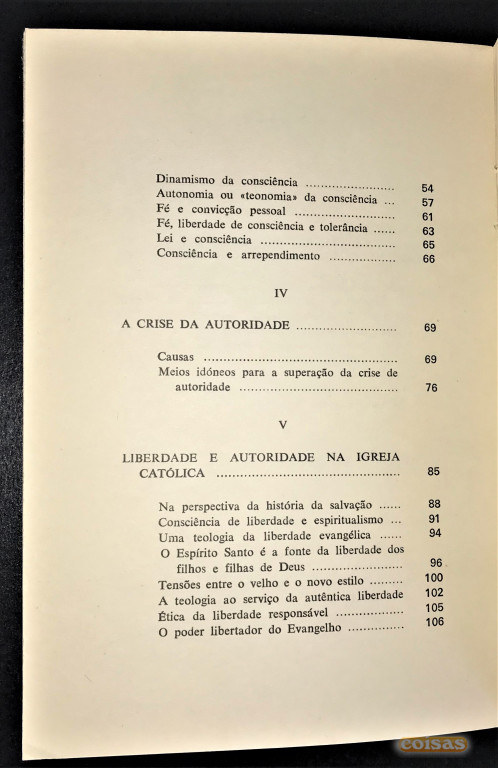 Dinamismo da consciência ........................ 54
Autonomia ou «teonomia» da consciência ... 57
Fé e convicção pessoal ........................... 61
Fé, liberdade de consciência e tolerância ...... 63
Lei e consciência .................................... 65
Consciência e arrependimento .................. 66
IV
A CRISE DA AUTORIDADE ........................... 69
Causas .................................................... 69
Meios idóneos para a superação da crise de
autoridade .......................................... 76
V
LIBERDADE E AUTORIDADE NA IGREJA
CATÓLICA ................................................ 85
Na perspectiva da história da salvação ...... 88
Consciência de liberdade e espiritualismo ... 91
Uma teologia da liberdade evangélica ...... 94
O Espírito Santo é a fonte da liberdade dos
filhos e filhas de Deus ........................ 96
Tensões entre o velho e o novo estilo ......... 100
A teologia ao serviço da autêntica liberdade 102
Ética da liberdade responsável .................. 105
O poder libertador do Evangelho ............... 106
coisas